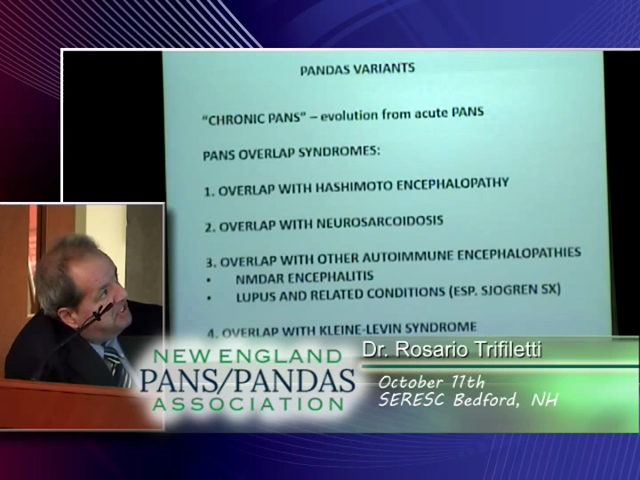 PANDAS VARIANTS
"CHRONIC PANS" – evolution from acute PANS
PANS OVERLAP SYNDROMES:
1. OVERLAP WITH HASHIMOTO ENCEPHALOPATHY
2. OVERLAP WITH NEUROSARCOIDOSIS
3. OVERLAP WITH OTHER AUTOIMMUNE ENCEPHALOPATHIES
• NMDAR ENCEPHALITIS
• LUPUS AND RELATED CONDITIONS (ESP. SJOGREN SX)
4. OVERLAP WITH KLEINE-LEVIN SYNDROME
NEW ENGLAND
PANS/PANDAS
ASSOCIATION
Dr. Rosario Trifiletti
October 11th
SERESC Bedford, NH